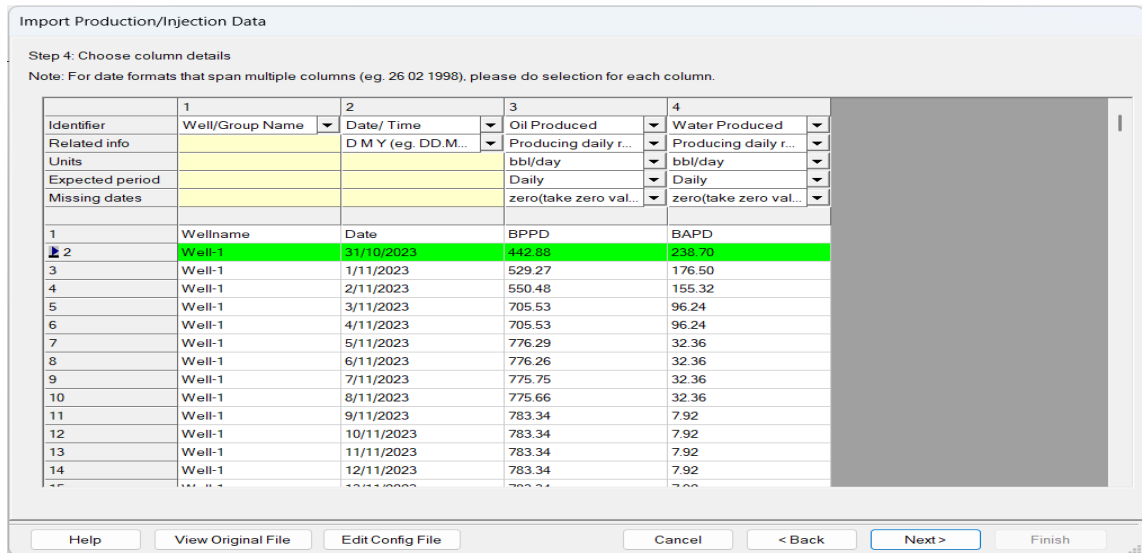 Import Production/Injection Data
Step 4: Choose column details
Note: For date formats that span multiple columns (eg. 26 02 1998), please do selection for each column.
1 2 3 4
Identifier Well/Group Name Date/ Time Oil Produced Water Produced
Related info D M Y (eg. DD.M... Producing daily r... Producing daily r...
Units bbl/day bbl/day
Expected period Daily Daily
Missing dates zero(take zero val... zero(take zero val...
1 Wellname Date BPPD BAPD
2 Well-1 31/10/2023 442.88 238.70
3 Well-1 1/11/2023 529.27 176.50
4 Well-1 2/11/2023 550.48 155.32
5 Well-1 3/11/2023 705.53 96.24
6 Well-1 4/11/2023 705.53 96.24
7 Well-1 5/11/2023 776.29 32.36
8 Well-1 6/11/2023 776.26 32.36
9 Well-1 7/11/2023 775.75 32.36
10 Well-1 8/11/2023 775.66 32.36
11 Well-1 9/11/2023 783.34 7.92
12 Well-1 10/11/2023 783.34 7.92
13 Well-1 11/11/2023 783.34 7.92
14 Well-1 12/11/2023 783.34 7.92
Help View Original File Edit Config File Cancel < Back Next > Finish